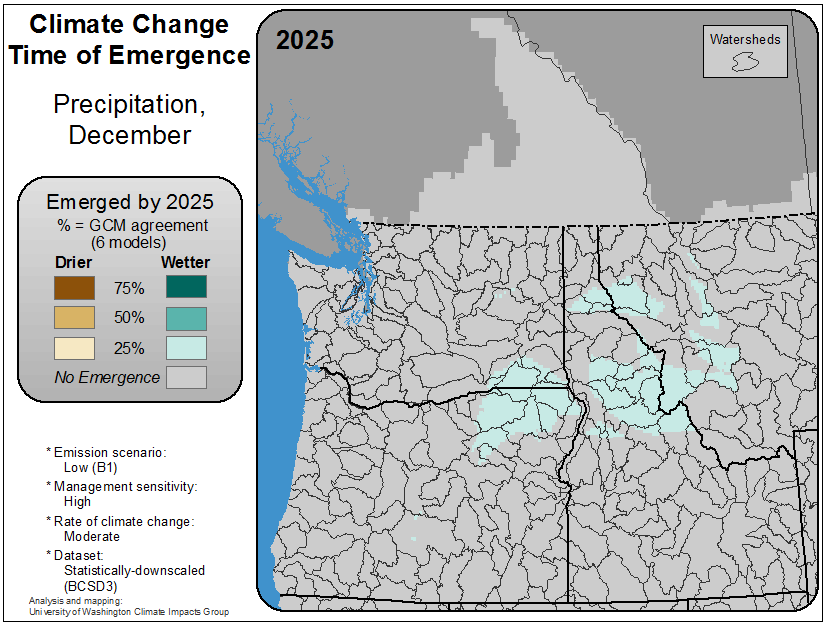 Climate Change
Time of Emergence
Precipitation,
December
Emerged by 2025
% = GCM agreement
(6 models)
Drier Wetter
75%
50%
25%
No Emergence
* Emission scenario:
Low (B1)
* Management sensitivity:
High
* Rate of climate change:
Moderate
* Dataset:
Statistically-downscaled
(BCSD3)
Analysis and mapping:
University of Washington Climate Impacts Group
2025
Watersheds